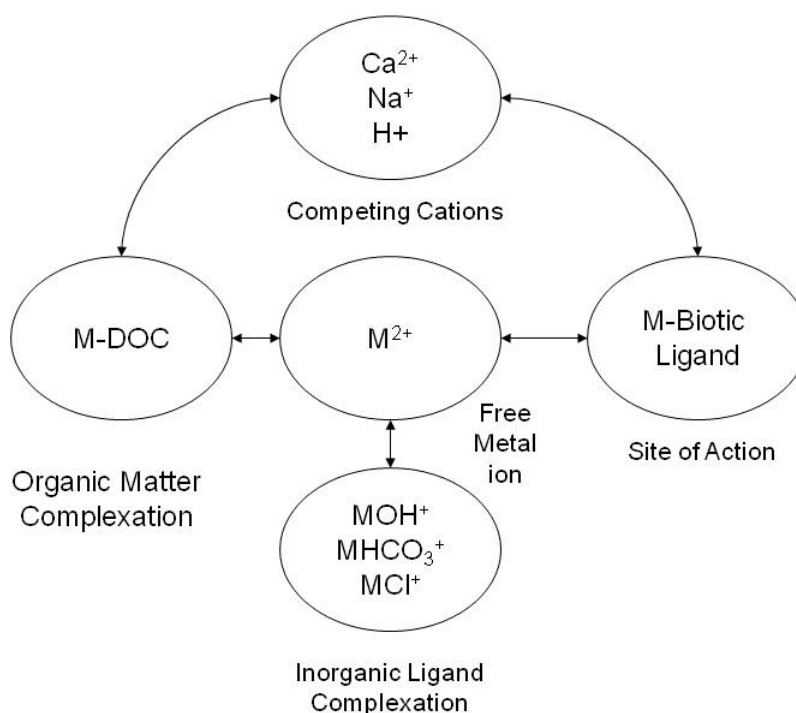 Ca²⁺
Na⁺
H+
Competing Cations
M-DOC
M²⁺
M-Biotic
Ligand
Free
Metal
ion
Site of Action
Organic Matter
Complexation
MOH⁺
MHCO₃⁺
MCl⁺
Inorganic Ligand
Complexation